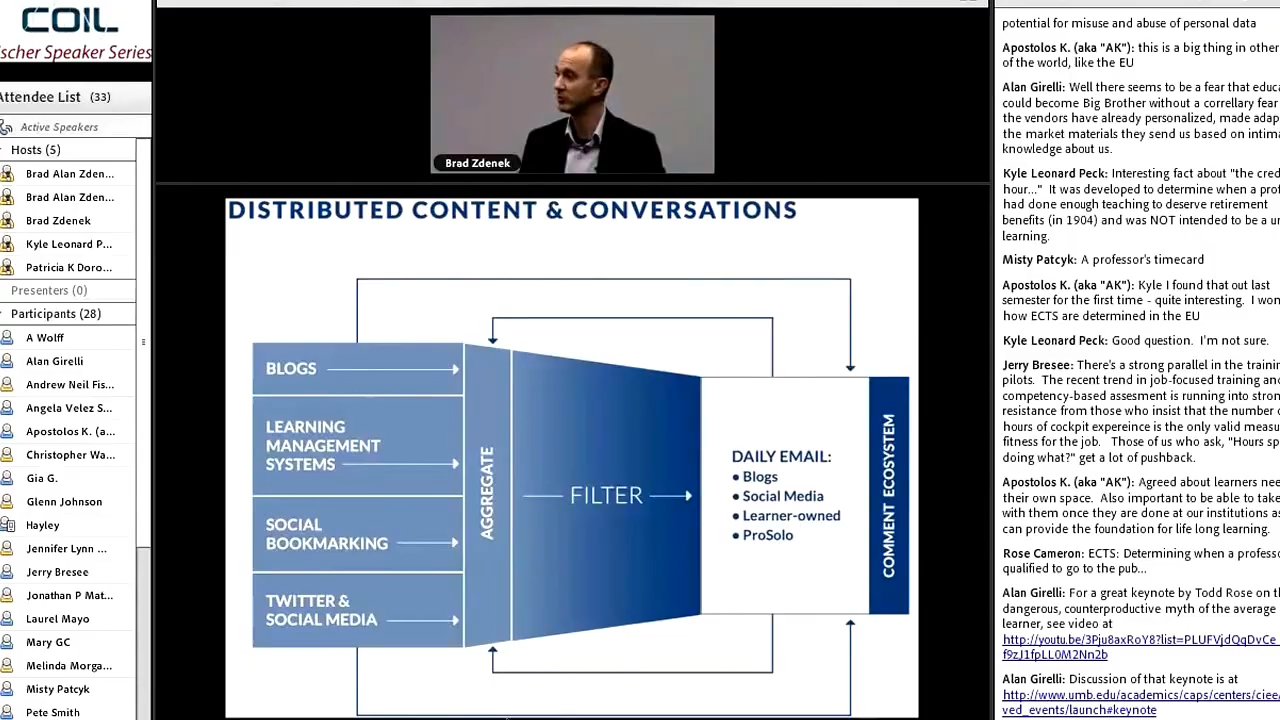 COIL
scher Speaker Series
Attendee List (33)
Active Speakers
Hosts (5)
Brad Alan Zden...
Brad Alan Zden...
Brad Zdenek
Kyle Leonard P...
Patricia K Doro...
Presenters (0)
Participants (28)
A Wolff
Alan Girelli
Andrew Neil Fis...
Angela Velez S...
Apostolos K. (a...
Christopher Wa...
Gia G.
Glenn Johnson
Hayley
Jennifer Lynn ...
Jerry Bresee
Jonathan P Mat...
Laurel Mayo
Mary GC
Melinda Morga...
Misty Patcyk
Pete Smith
Brad Zdenek
DISTRIBUTED CONTENT & CONVERSATIONS
BLOGS
LEARNING
MANAGEMENT
SYSTEMS
SOCIAL
BOOKMARKING
TWITTER &
SOCIAL MEDIA
AGGREGATE
FILTER
DAILY EMAIL:
• Blogs
• Social Media
• Learner-owned
• ProSolo
COMMENT ECOSYSTEM
potential for misuse and abuse of personal data
Apostolos K. (aka "AK"): this is a big thing in other
of the world, like the EU
Alan Girelli: Well there seems to be a fear that educa
could become Big Brother without a correllary fear
the vendors have already personalized, made adap
the market materials they send us based on intim
knowledge about us.
Kyle Leonard Peck: Interesting fact about "the cred
hour..." It was developed to determine when a prof
had done enough teaching to deserve retirement
benefits (in 1904) and was NOT intended to be a un
learning.
Misty Patcyk: A professor's timecard
Apostolos K. (aka "AK"): Kyle I found that out last
semester for the first time - quite interesting. I won
how ECTS are determined in the EU
Kyle Leonard Peck: Good question. I'm not sure.
Jerry Bresee: There's a strong parallel in the trainin
pilots. The recent trend in job-focused training and
competency-based assesment is running into stron
resistance from those who insist that the number o
hours of cockpit expereince is the only valid measu
fitness for the job. Those of us who ask, "Hours sp
doing what?" get a lot of pushback.
Apostolos K. (aka "AK"): Agreed about learners nee
their own space. Also important to be able to take
with them once they are done at our institutions as
can provide the foundation for life long learning.
Rose Cameron: ECTS: Determining when a professo
qualified to go to the pub...
Alan Girelli: For a great keynote by Todd Rose on th
dangerous, counterproductive myth of the average
learner, see video at
http://youtu.be/3Pju8axRoY8?list=PLUFVjdQqDvCe_
f9zJ1fpLL0M2Nn2b
Alan Girelli: Discussion of that keynote is at
http://www.umb.edu/academics/caps/centers/ciee/
ved_events/launch#keynote